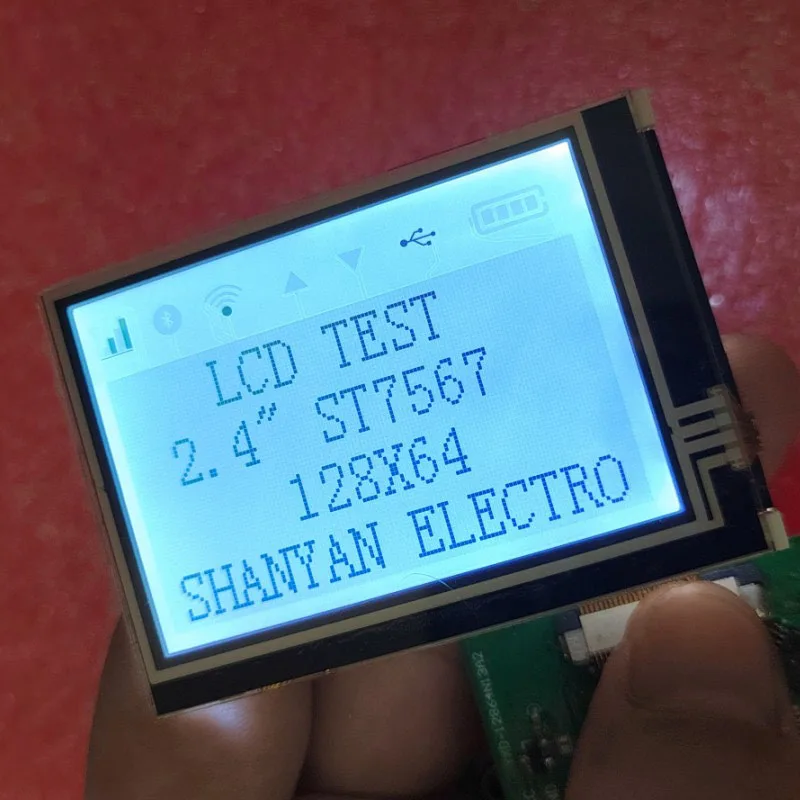 LCD TEST
2.4" ST7567
128X64
SHANYAN ELECTRO